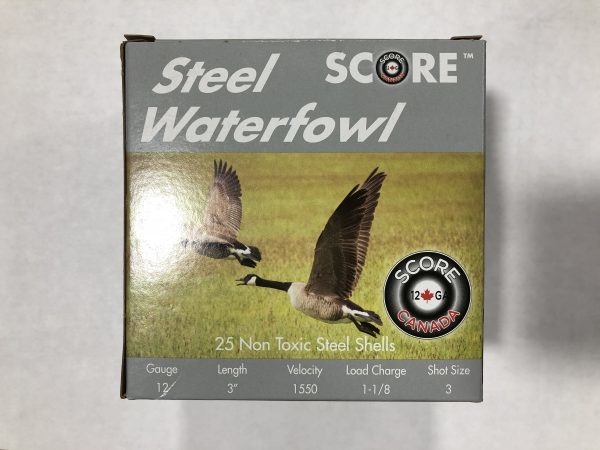 Steel SCORE™
Waterfowl
SCORE
12 GA
CANADA
25 Non Toxic Steel Shells
Gauge Length Velocity Load Charge Shot Size
12 3” 1550 1-1/8 3